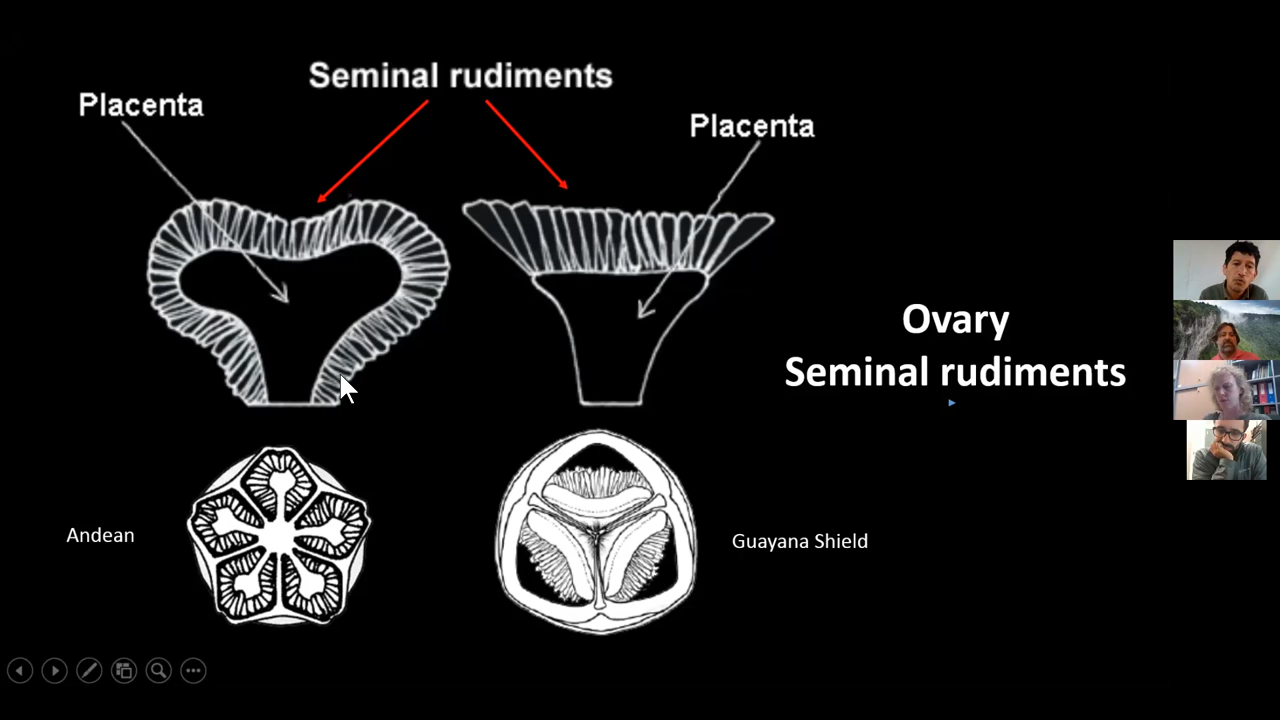 Seminal rudiments
Placenta
Placenta
Ovary
Seminal rudiments
Andean
Guayana Shield